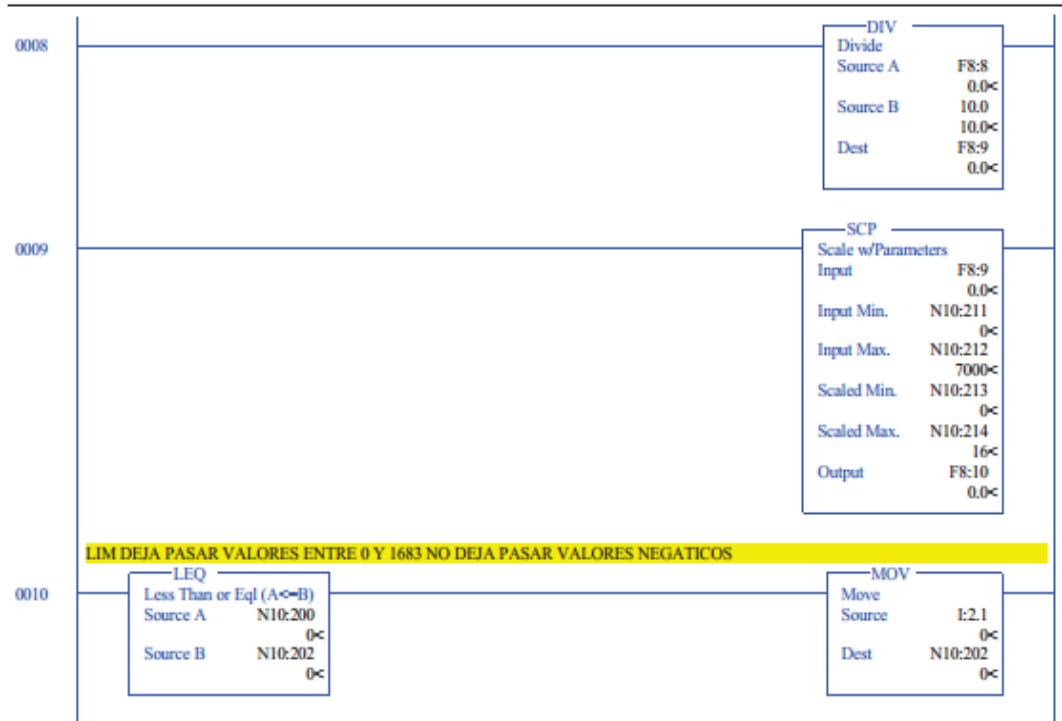 0008
DIV
Divide
Source A F8:8
0.0<
Source B 10.0
10.0<
Dest F8:9
0.0<
0009
SCP
Scale w/Parameters
Input F8:9
0.0<
Input Min. N10:211
0<
Input Max. N10:212
7000<
Scaled Min. N10:213
0<
Scaled Max. N10:214
16<
Output F8:10
0.0<
LIM DEJA PASAR VALORES ENTRE 0 Y 1683 NO DEJA PASAR VALORES NEGATICOS
0010
LEQ
Less Than or Eql (A<=B)
Source A N10:200
0<
Source B N10:202
0<
MOV
Move
Source I:2.1
0<
Dest N10:202
0<